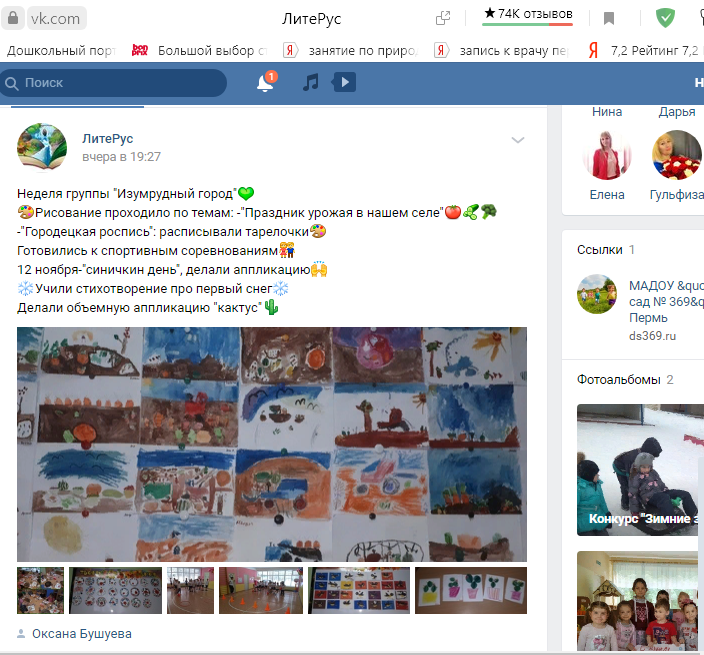 vk.com
ЛитеРус
★ 74К отзывов
Дошкольный порт
Большой выбор
занятие по приро
запись к врачу пе
7,2 Рейтинг 7,2
Поиск
1
Н
ЛитеРус
вчера в 19:27
Неделя группы "Изумрудный город"💚
🎨Рисование проходило по темам: -"Праздник урожая в нашем селе"🍅🥒🥦
-"Городецкая роспись": расписывали тарелочки🎨
Готовились к спортивным соревнованиям👫
12 ноября-"синичкин день", делали аппликацию🙌
❄Учили стихотворение про первый снег❄
Делали объемную аппликацию "кактус"🌵
Оксана Бушуева
Нина
Дарья
Елена
Гульфиза
Ссылки 1
МАДОУ &quo
сад № 369&q
Пермь
ds369.ru
Фотоальбомы 2
Конкурс "Зимние з